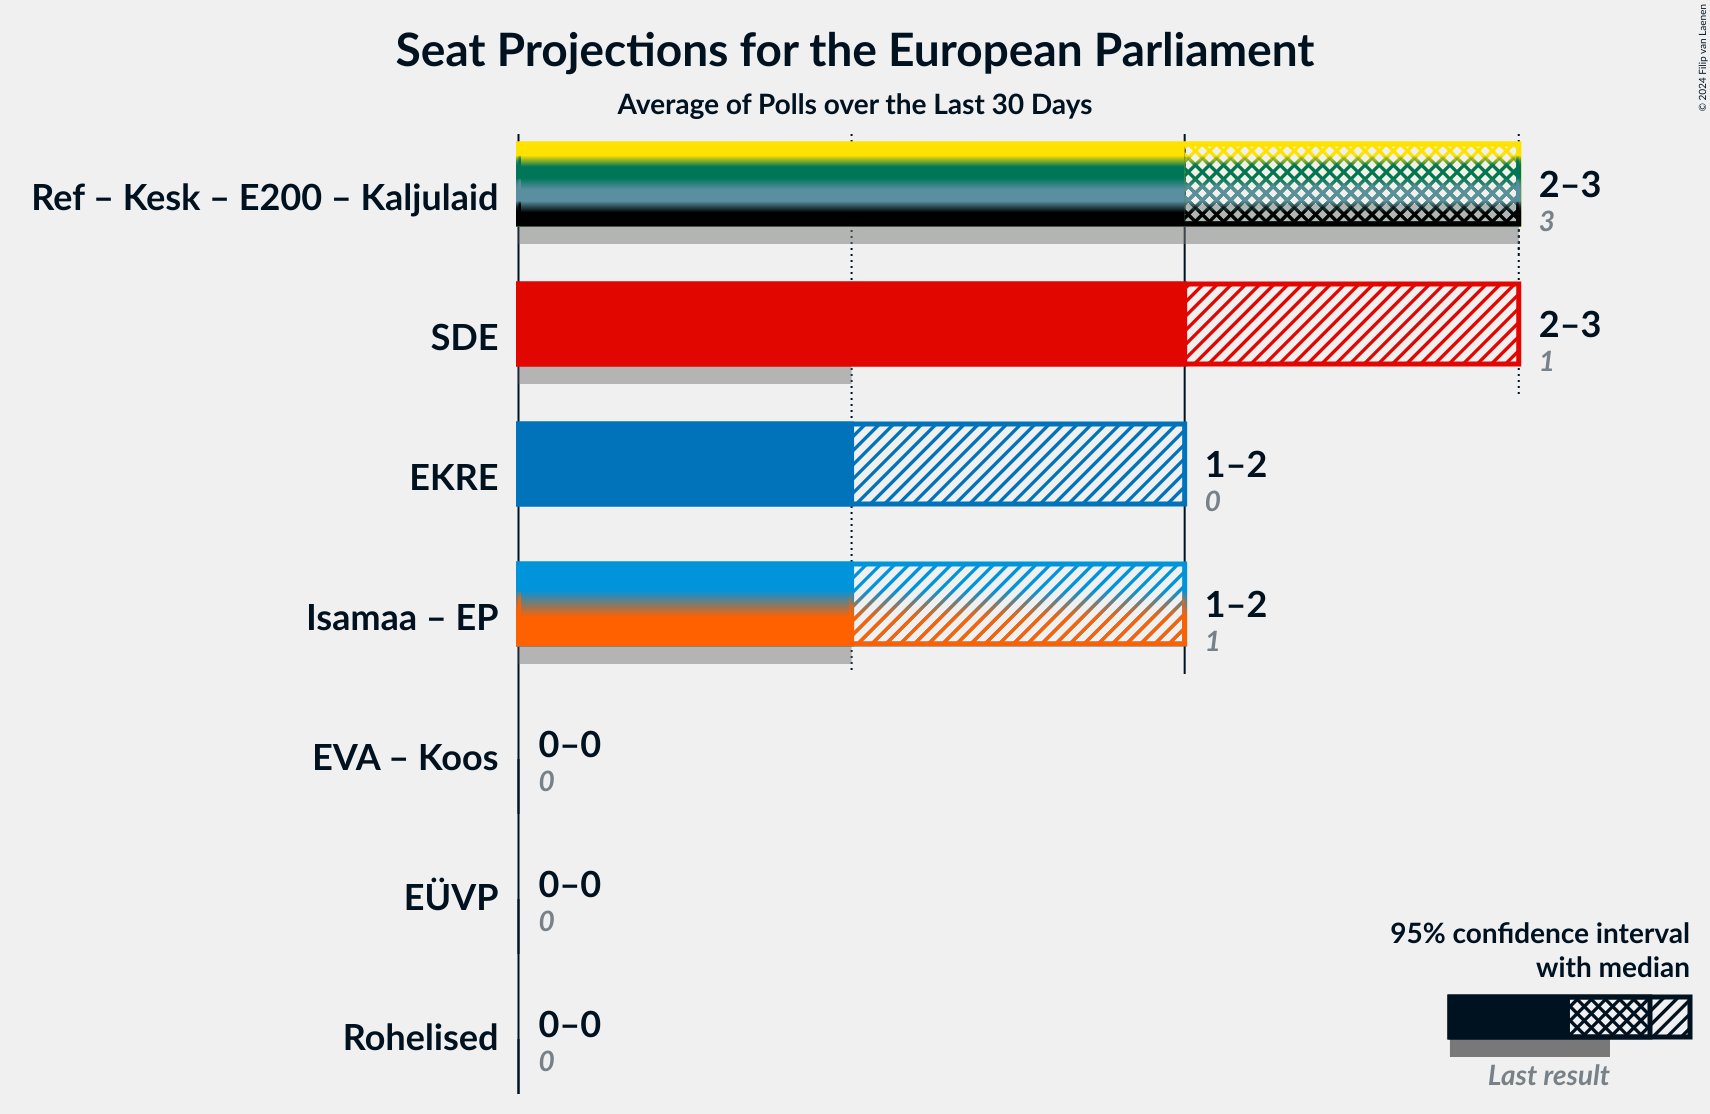 Seat Projections for the European Parliament
Average of Polls over the Last 30 Days
© 2024 Filip van Laenen
Ref – Kesk – E200 – Kaljulaid
2–3
3
SDE
2–3
1
EKRE
1–2
0
Isamaa – EP
1–2
1
EVA – Koos
0–0
0
EÜVP
0–0
0
Rohelised
0–0
0
95% confidence interval
with median
Last result